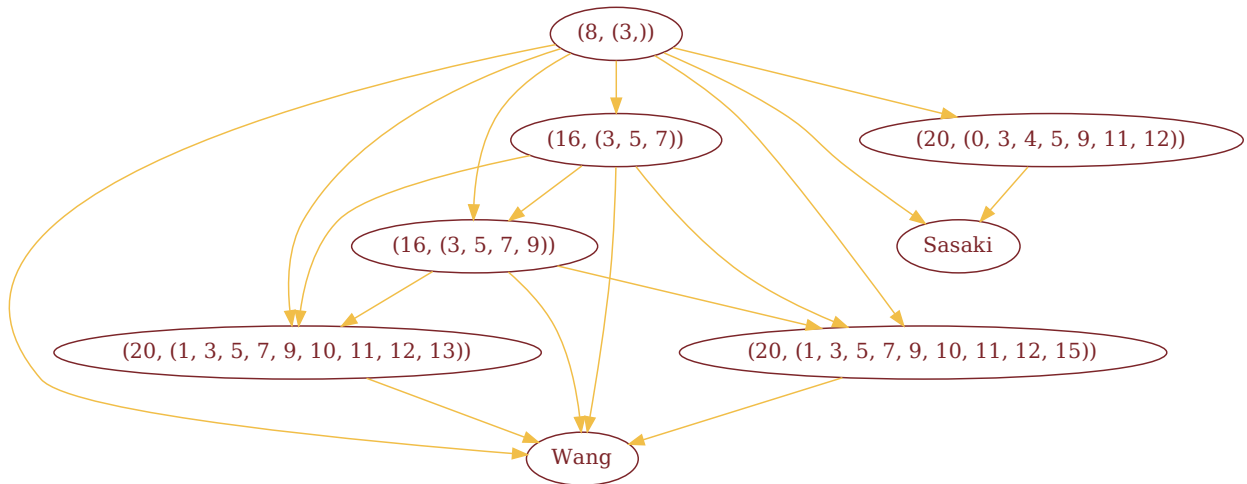 (8, (3,))
(16, (3, 5, 7))
(20, (0, 3, 4, 5, 9, 11, 12))
(16, (3, 5, 7, 9))
Sasaki
(20, (1, 3, 5, 7, 9, 10, 11, 12, 13))
(20, (1, 3, 5, 7, 9, 10, 11, 12, 15))
Wang